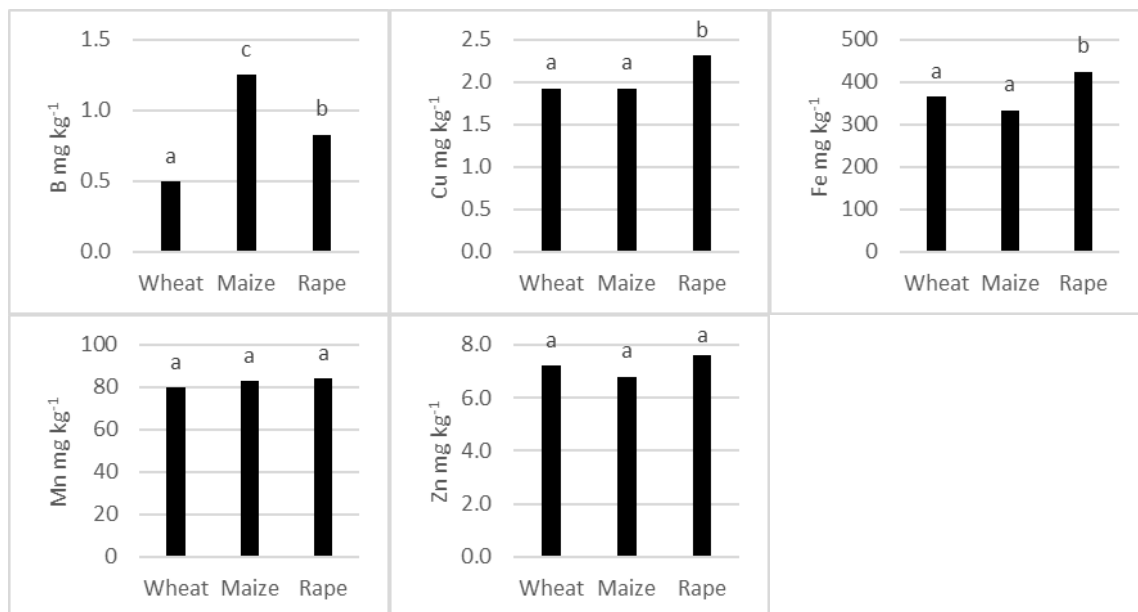 B mg kg-1
1.5
1.0
0.5
0.0
a
c
b
Wheat Maize Rape
Cu mg kg-1
2.5
2.0
1.5
1.0
0.5
0.0
a
a
b
Wheat Maize Rape
Fe mg kg-1
500
400
300
200
100
0
a
a
b
Wheat Maize Rape
Mn mg kg-1
100
80
60
40
20
0
a
a
a
Wheat Maize Rape
Zn mg kg-1
8.0
6.0
4.0
2.0
0.0
a
a
a
Wheat Maize Rape